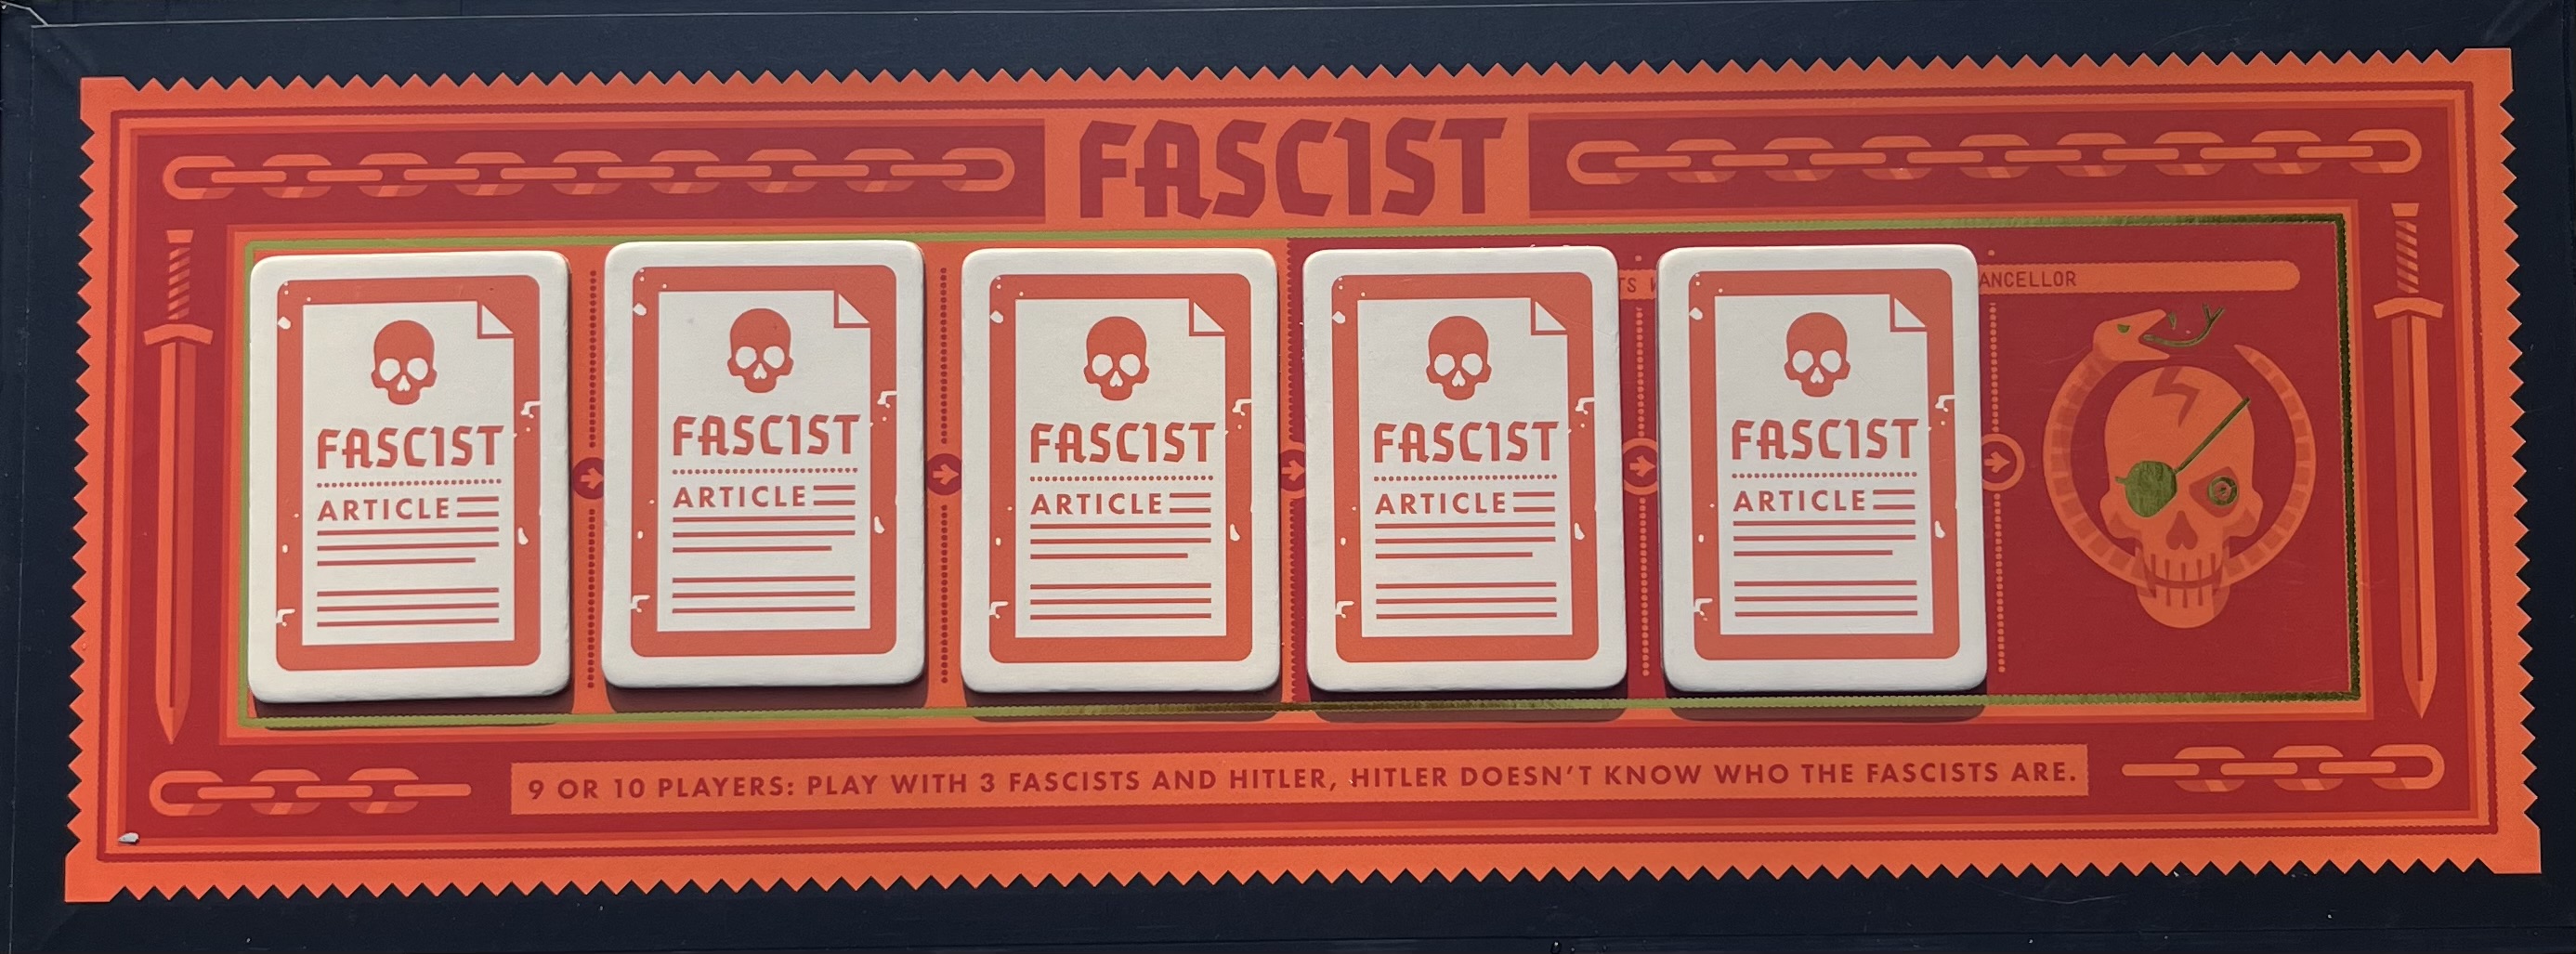 FASCIST
ANCELLOR
FASCIST
ARTICLE
FASCIST
ARTICLE
FASCIST
ARTICLE
FASCIST
ARTICLE
FASCIST
ARTICLE
9 OR 10 PLAYERS: PLAY WITH 3 FASCISTS AND HITLER, HITLER DOESN'T KNOW WHO THE FASCISTS ARE.